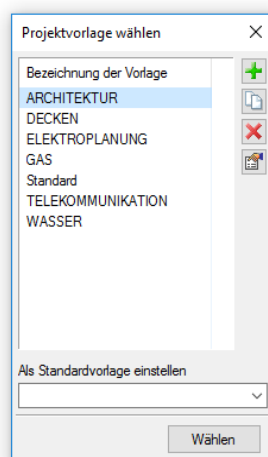 Projektvorlage wählen
Bezeichnung der Vorlage
ARCHITEKTUR
DECKEN
ELEKTROPLANUNG
GAS
Standard
TELEKOMMUNIKATION
WASSER
Als Standardvorlage einstellen
Wählen